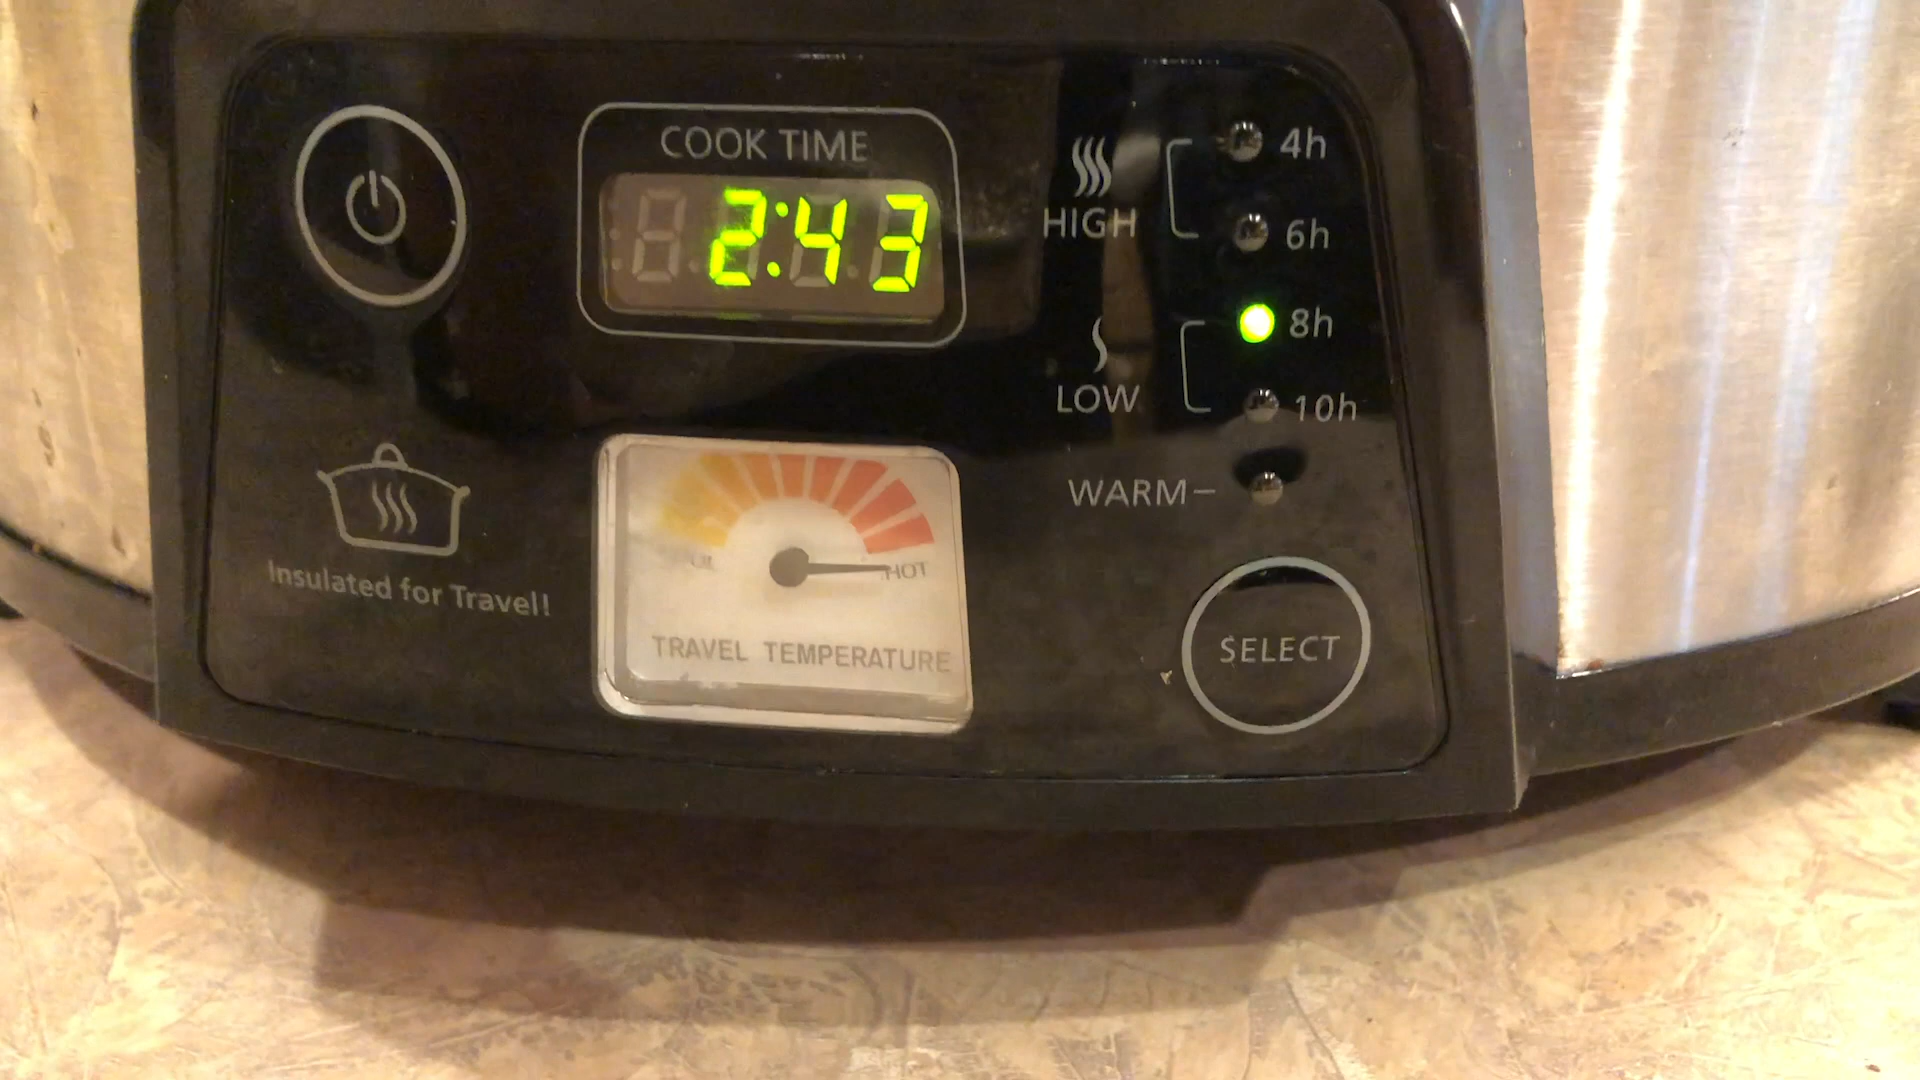 COOK TIME
2:43
HIGH
4h
6h
LOW
8h
10h
WARM
Insulated for Travel!
HOT
TRAVEL TEMPERATURE
SELECT